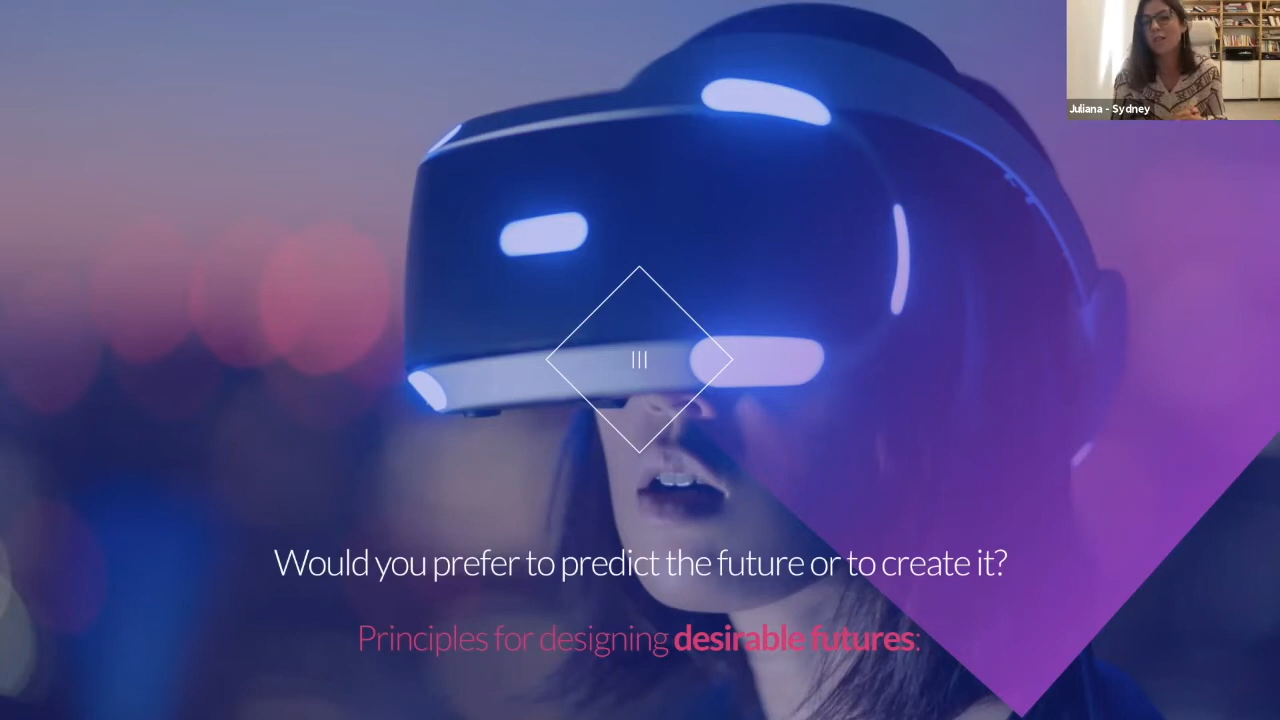 Juliana - Sydney
III
Would you prefer to predict the future or to create it?
Principles for designing desirable futures: